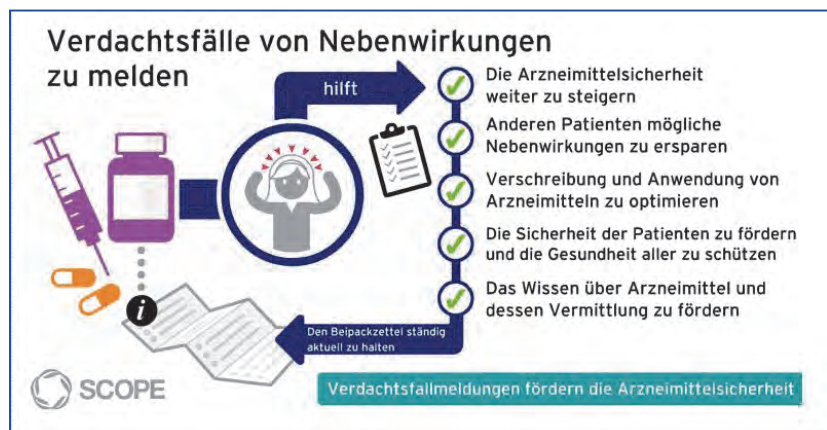 Verdachtsfälle von Nebenwirkungen
zu melden
hilft
Die Arzneimittelsicherheit
weiter zu steigern
Anderen Patienten mögliche
Nebenwirkungen zu ersparen
Verschreibung und Anwendung von
Arzneimitteln zu optimieren
Die Sicherheit der Patienten zu fördern
und die Gesundheit aller zu schützen
Das Wissen über Arzneimittel und
dessen Vermittlung zu fördern
Den Beipackzettel ständig
aktuell zu halten
i
SCOPE
Verdachtsfallmeldungen fördern die Arzneimittelsicherheit